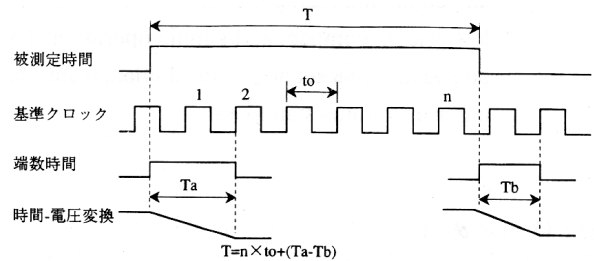 T
被測定時間
1 2 to n
基準クロック
端数時間
Ta Tb
時間-電圧変換
T=n×to+(Ta-Tb)